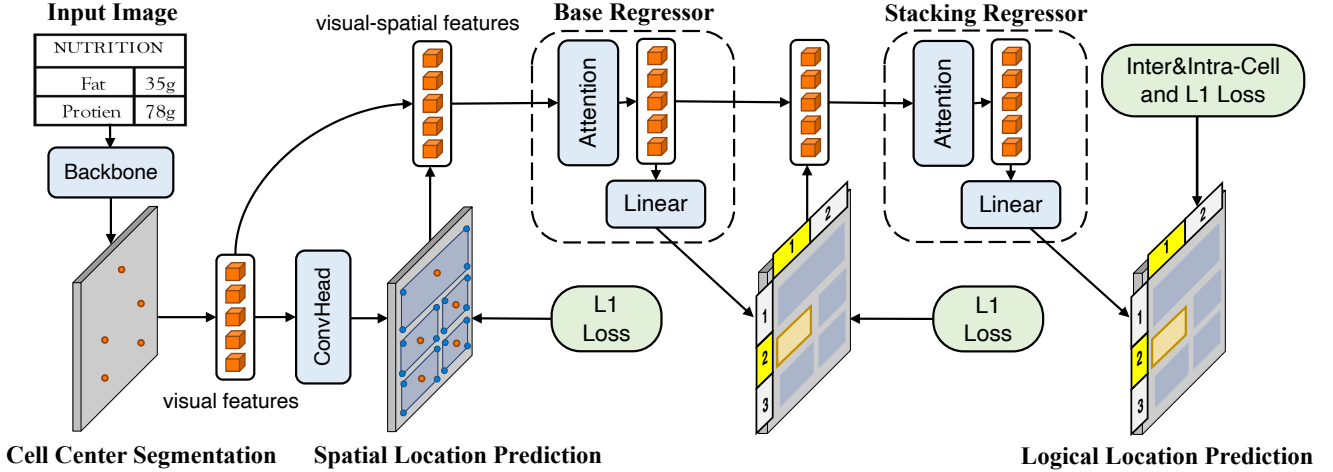 Input Image
NUTRITION
Fat 35g
Protien 78g
Backbone
Cell Center Segmentation
visual features
ConvHead
visual-spatial features
Spatial Location Prediction
L1
Loss
Base Regressor
Attention
Linear
1 2
1
2
3
L1
Loss
Stacking Regressor
Attention
Linear
Inter&Intra-Cell
and L1 Loss
1 2
1
2
3
Logical Location Prediction